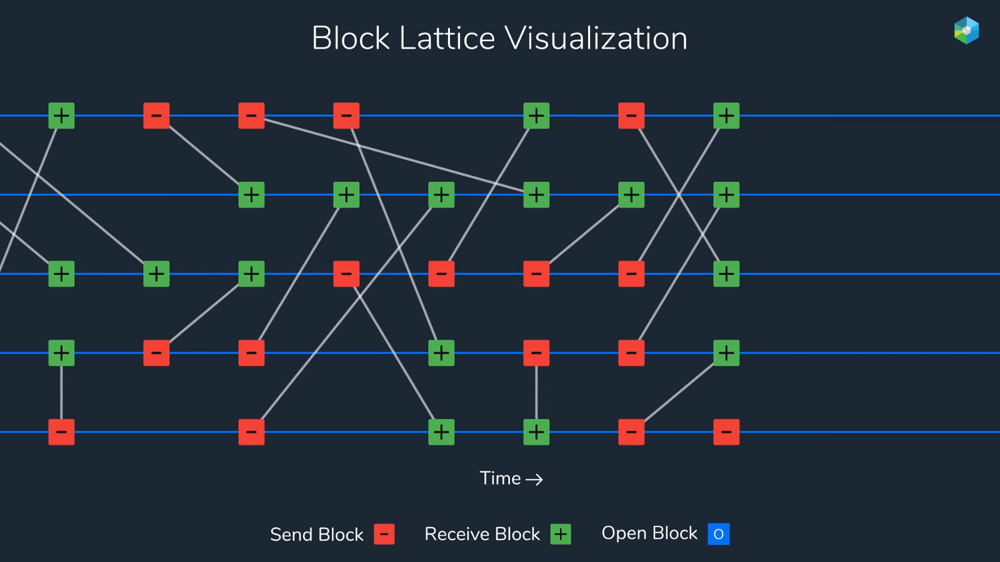 Block Lattice Visualization
+ - - - + - +
+ + + + + +
+ + + - - - - +
+ - - + - - +
- - + + - -
Time →
Send Block - Receive Block + Open Block O